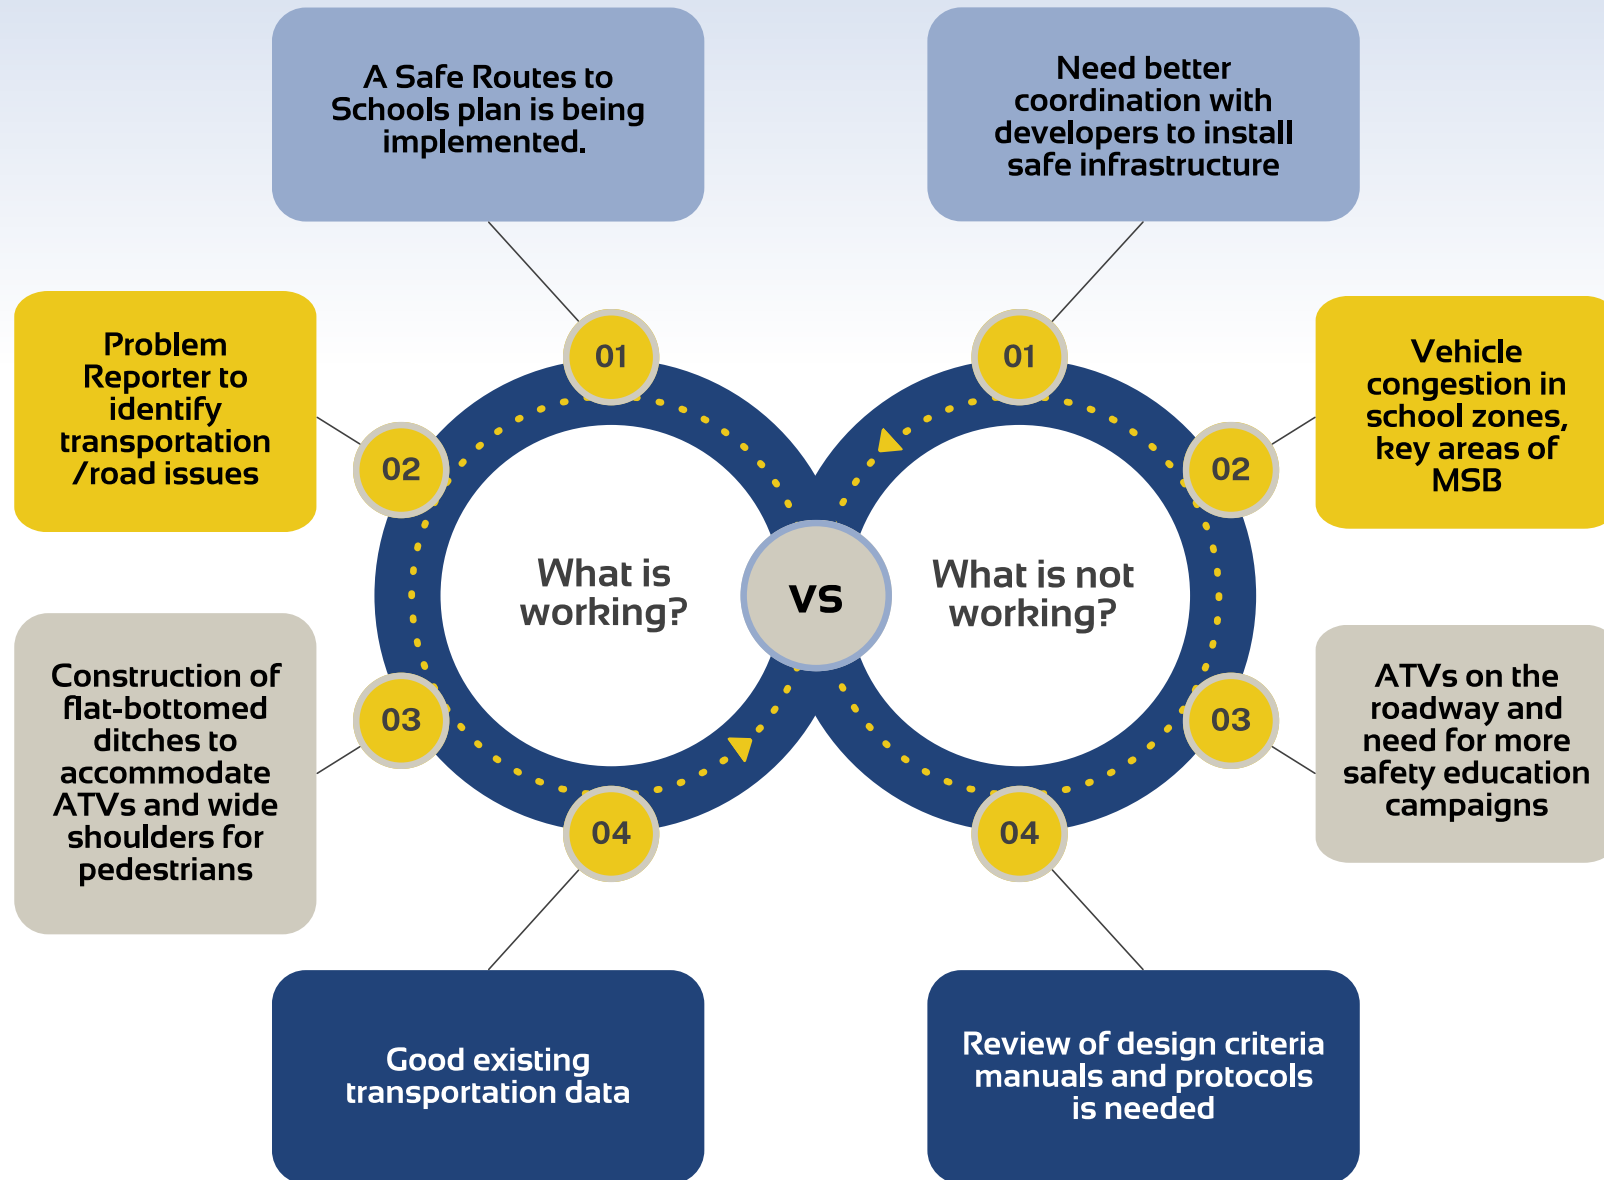 A Safe Routes to
Schools plan is being
implemented.
Need better
coordination with
developers to install
safe infrastructure
Problem
Reporter to
identify
transportation
/road issues
01
02
03
04
Construction of
flat-bottomed
ditches to
accommodate
ATVs and wide
shoulders for
pedestrians
What is
working?
VS
What is not
working?
01
02
03
04
Vehicle
congestion in
school zones,
key areas of
MSB
ATVs on the
roadway and
need for more
safety education
campaigns
Good existing
transportation data
Review of design criteria
manuals and protocols
is needed